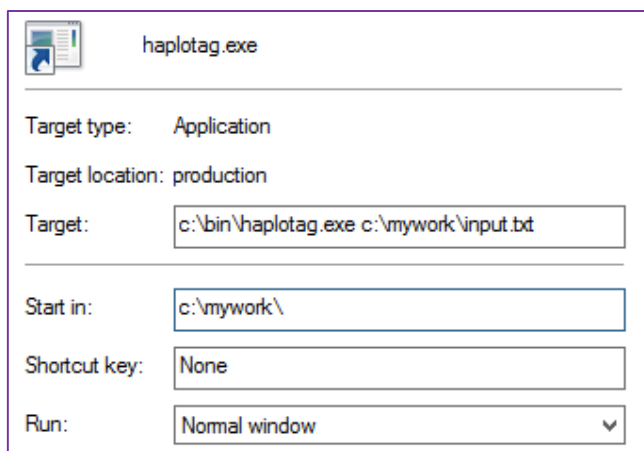 haplotag.exe
Target type: Application
Target location: production
Target: c:\bin\haplotag.exe c:\mywork\input.txt
Start in: c:\mywork\
Shortcut key: None
Run: Normal window